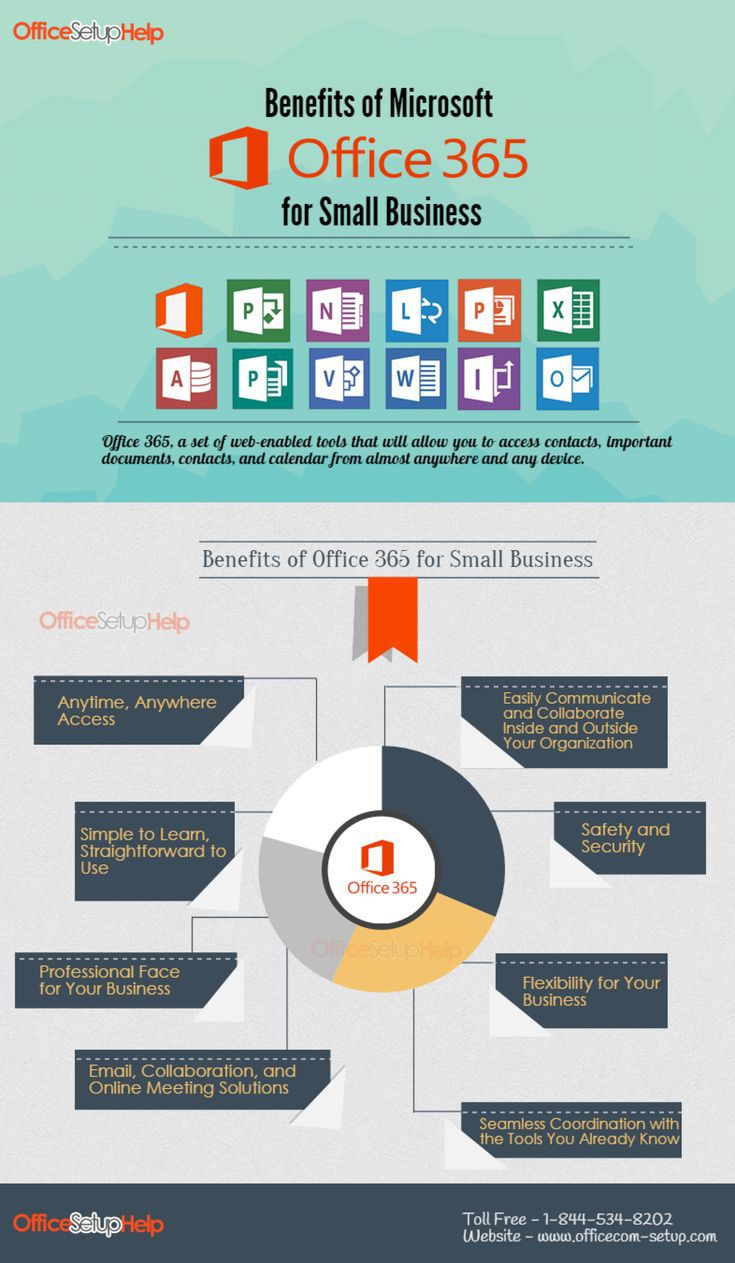 OfficeSetupHelp
Benefits of Microsoft
Office 365
for Small Business
P
N
L
P
X
A
P
V
W
I
O
Office 365, a set of web-enabled tools that will allow you to access contacts, important
documents, contacts, and calendar from almost anywhere and any device.
Benefits of Office 365 for Small Business
OfficeSetupHelp
Anytime, Anywhere
Access
Easily Communicate
and Collaborate
Inside and Outside
Your Organization
Simple to Learn,
Straightforward to
Use
Safety and
Security
Office 365
OfficeSetupHelp
Professional Face
for Your Business
Flexibility for Your
Business
Email, Collaboration, and
Online Meeting Solutions
Seamless Coordination with
the Tools You Already Know
OfficeSetupHelp
Toll Free - 1-844-534-8202
Website - www.officecom-setup.com